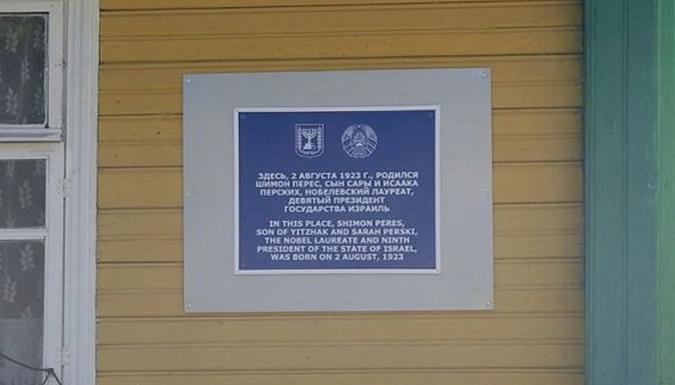 ЗДЕСЬ, 2 АВГУСТА 1923 Г., РОДИЛСЯ
ШИМОН ПЕРЕС, СЫН САРЫ И ИСААКА
ПЕРСКИХ, НОБЕЛЕВСКИЙ ЛАУРЕАТ,
ДЕВЯТЫЙ ПРЕЗИДЕНТ
ГОСУДАРСТВА ИЗРАИЛЬ
IN THIS PLACE, SHIMON PERES,
SON OF YITZHAK AND SARAH PERSKI,
THE NOBEL LAUREATE AND NINTH
PRESIDENT OF THE STATE OF ISRAEL,
WAS BORN ON 2 AUGUST, 1923